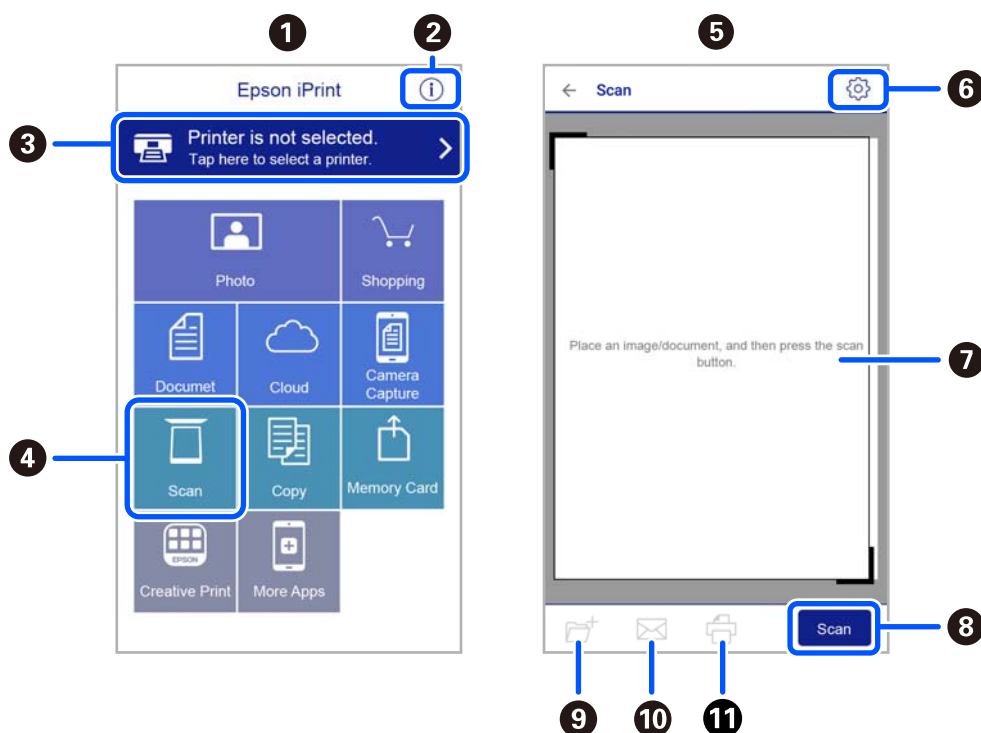 1
2
5
Epson iPrint
i
Scan
6
3
Printer is not selected.
Tap here to select a printer.
Photo
Shopping
Place an image/document, and then press the scan
button.
7
Documet
Cloud
Camera
Capture
4
Scan
Copy
Memory Card
EPSON
Creative Print
More Apps
Scan
8
9
10
11